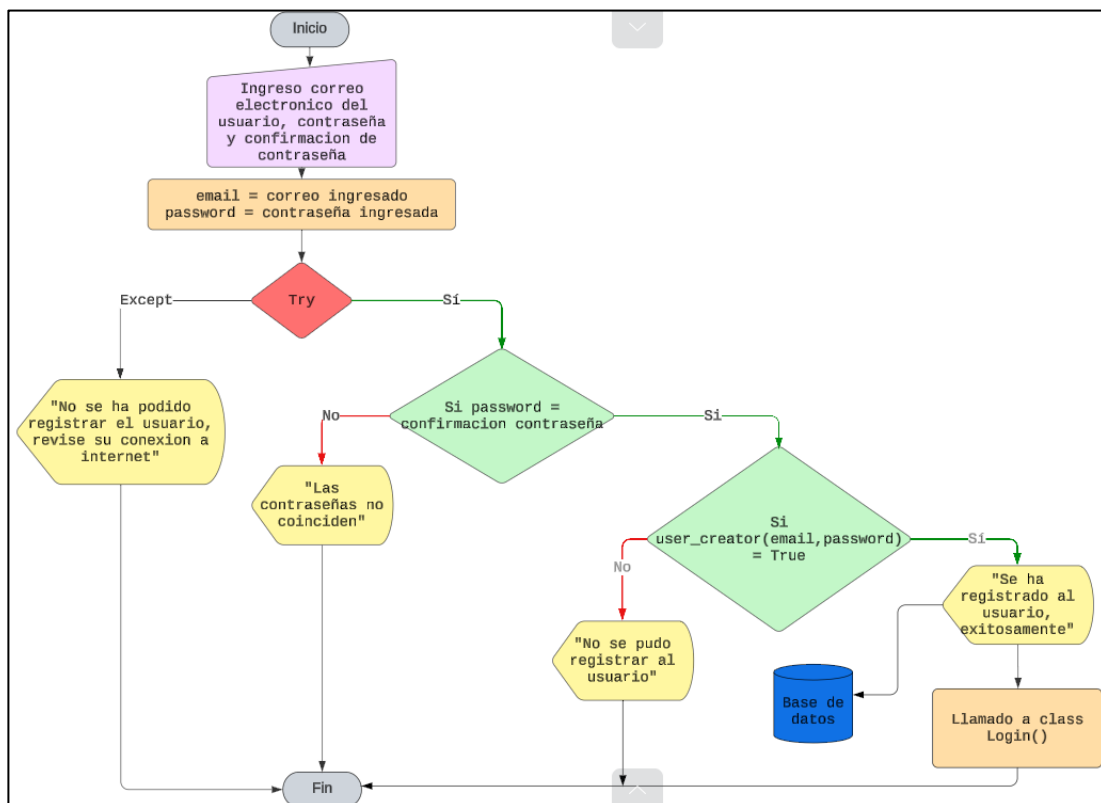 Inicio
Ingreso correo
electronico del
usuario, contraseña
y confirmacion de
contraseña
email = correo ingresado
password = contraseña ingresada
Except
Try
Sí
"No se ha podido
registrar el usuario,
revise su conexion a
internet"
No
Si password =
confirmacion contraseña
Si
"Las
contraseñas no
coinciden"
Si
user_creator(email,password)
= True
No
Sí
"Se ha
registrado al
usuario,
exitosamente"
"No se pudo
registrar al
usuario"
Base de
datos
Llamado a class
Login()
Fin